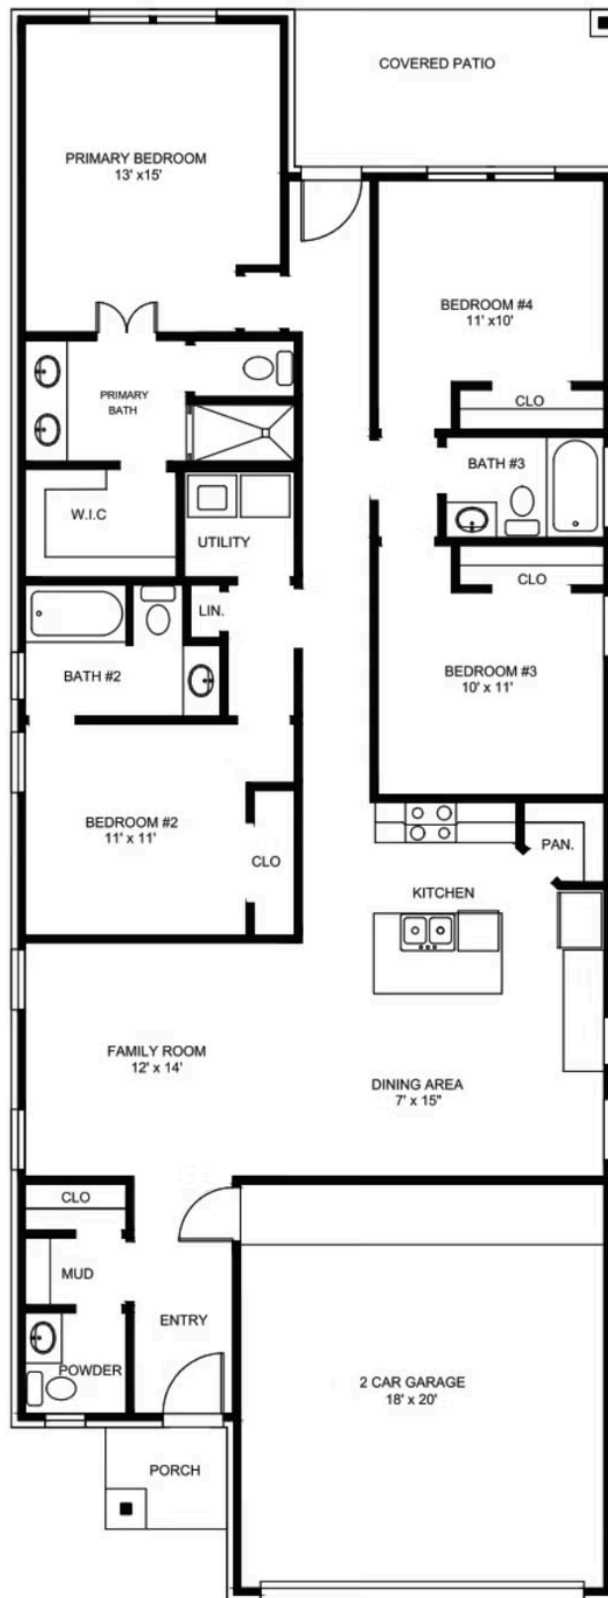 COVERED PATIO
PRIMARY BEDROOM
13' x15'
BEDROOM #4
11' x10'
CLO
PRIMARY
BATH
BATH #3
W.I.C
UTILITY
CLO
LIN.
BEDROOM #3
10' x 11'
BATH #2
BEDROOM #2
11' x 11'
CLO
PAN.
KITCHEN
FAMILY ROOM
12' x 14'
DINING AREA
7' x 15"
CLO
MUD
ENTRY
POWDER
2 CAR GARAGE
18' x 20'
PORCH